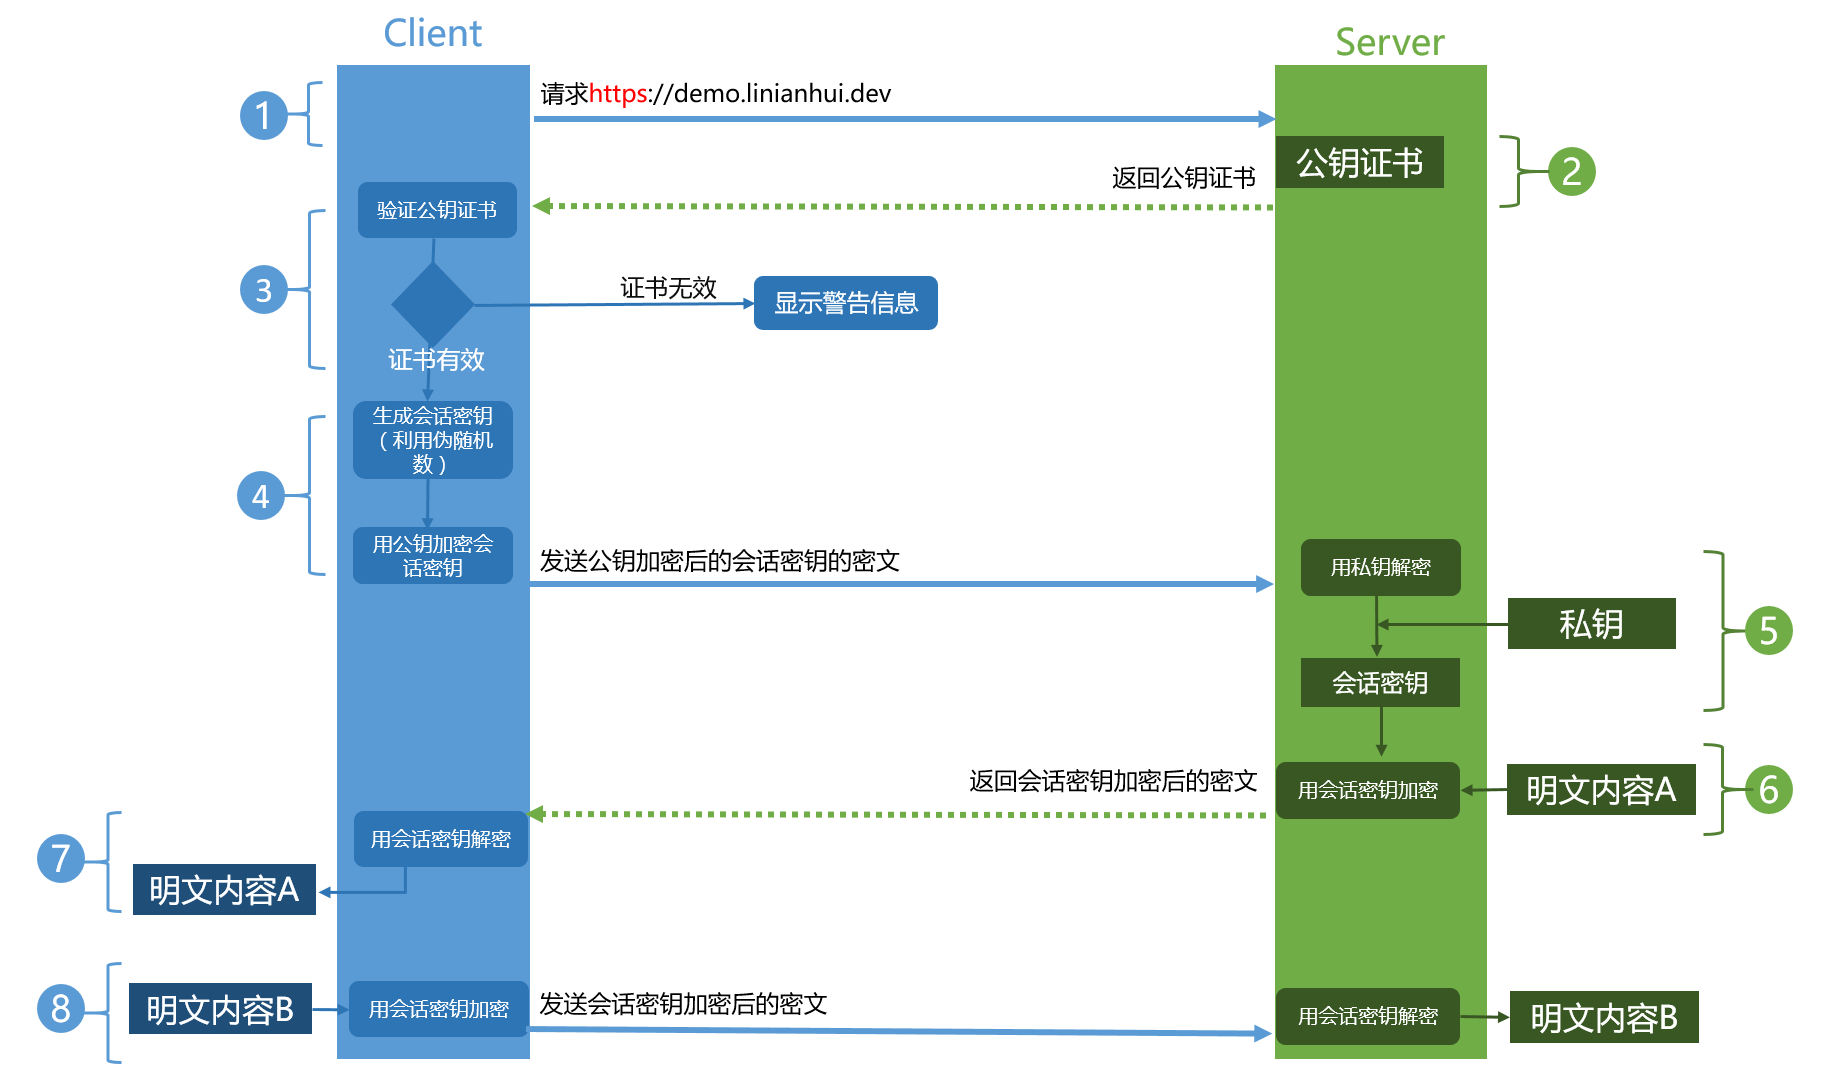 Client
Server
1
请求https://demo.linianhui.dev
公钥证书
2
返回公钥证书
验证公钥证书
3
证书无效
显示警告信息
证书有效
生成会话密钥
（利用伪随机
数）
4
用公钥加密会
话密钥
发送公钥加密后的会话密钥的密文
用私钥解密
私钥
5
会话密钥
返回会话密钥加密后的密文
用会话密钥加密
明文内容A
6
用会话密钥解密
7
明文内容A
8
明文内容B
用会话密钥加密
发送会话密钥加密后的密文
用会话密钥解密
明文内容B